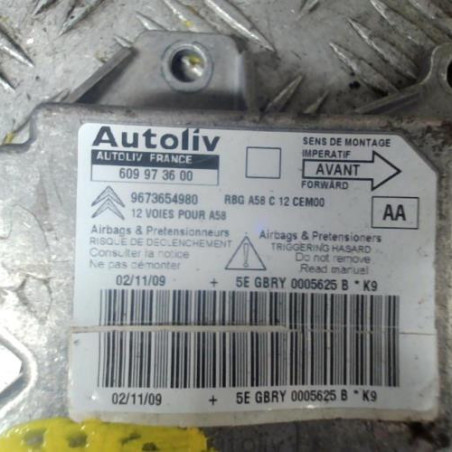 Autoliv
AUTOLIV FRANCE
609 97 36 00
SENS DE MONTAGE
IMPERATIF
AVANT
FORWARD
9673654980 RBG A58 C 12 CEM00
12 VOIES POUR A58
AA
Airbags & Pretensionneurs
RISQUE DE DECLENCHEMENT
Consulter la notice
Ne pas démonter
Airbags & Pretensioners
TRIGGERING HASARD
Do not remove
Read manual
02/11/09 + 5E GBRY 0005625 B * K9
02/11/09 + 5E GBRY 0005625 B * K9